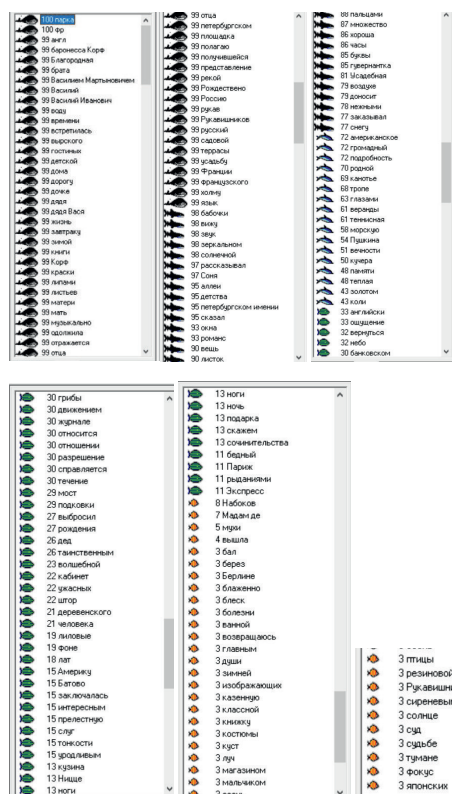 100 парка
100 фр
99 англ
99 баронесса Корф
99 Благородная
99 брата
99 Василием Мартыновичем
99 Василий
99 Василий Иванович
99 воду
99 времени
99 встретилась
99 вырского
99 гостиных
99 детской
99 дома
99 дорогу
99 дочке
99 дядя
99 дядя Вася
99 жизнь
99 завтраку
99 зимой
99 книги
99 Корф
99 краски
99 липами
99 листьев
99 матери
99 мать
99 музыкально
99 одолжила
99 отражается
99 отца
99 отца
99 петербургском
99 площадка
99 полагаю
99 получившейся
99 представление
99 рекой
99 Рождествено
99 Россию
99 рукав
99 Рукавишников
99 русский
99 садовой
99 террасы
99 усадьбу
99 Франции
99 французского
99 холму
99 язык
98 бабочки
98 вижу
98 звук
98 зеркальном
98 солнечной
97 рассказывал
97 Соня
95 аллеи
95 детства
95 петербургском имении
95 сказал
93 окна
93 романс
90 вещь
90 листок
88 пальцами
87 множество
86 хороша
86 часы
85 буквы
85 гувернантка
81 Усадебная
79 воздухе
79 доносит
78 нежными
77 заказывал
77 снегу
72 американское
72 громадный
72 подробность
70 родной
69 канотье
68 тропе
63 глазами
61 веранды
61 теннисная
58 морскую
54 Пушкина
51 вечности
50 кучера
48 памяти
48 теплая
43 золотом
43 коли
33 английски
33 ощущение
32 вернуться
32 небо
30 банковском
30 грибы
30 движением
30 журнале
30 относится
30 отношении
30 разрешение
30 справляется
30 течение
29 мост
29 подковки
27 выбросил
27 рождения
26 дед
26 таинственным
23 волшебной
22 кабинет
22 ужасных
22 штор
21 деревенского
21 человека
19 лиловые
19 фоне
18 лат
15 Америку
15 Батово
15 заключалась
15 интересным
15 прелестную
15 слуг
15 тонкости
15 уродливым
13 кузина
13 Ницце
13 ноги
13 ноги
13 ночь
13 подарка
13 скажем
13 сочинительства
11 бедный
11 Париж
11 рыданиями
11 Экспресс
8 Набоков
7 Мадам де
5 мухи
4 вышла
3 бал
3 берез
3 Берлине
3 блаженно
3 блеск
3 болезни
3 ванной
3 возвращаюсь
3 главным
3 души
3 зимней
3 изображающих
3 казенную
3 классной
3 книжку
3 костюмы
3 куст
3 луч
3 магазином
3 мальчиком
3 птицы
3 резиновой
3 Рукавишн
3 сиреневы
3 солнце
3 суд
3 судьбе
3 тумане
3 фокус
3 японских